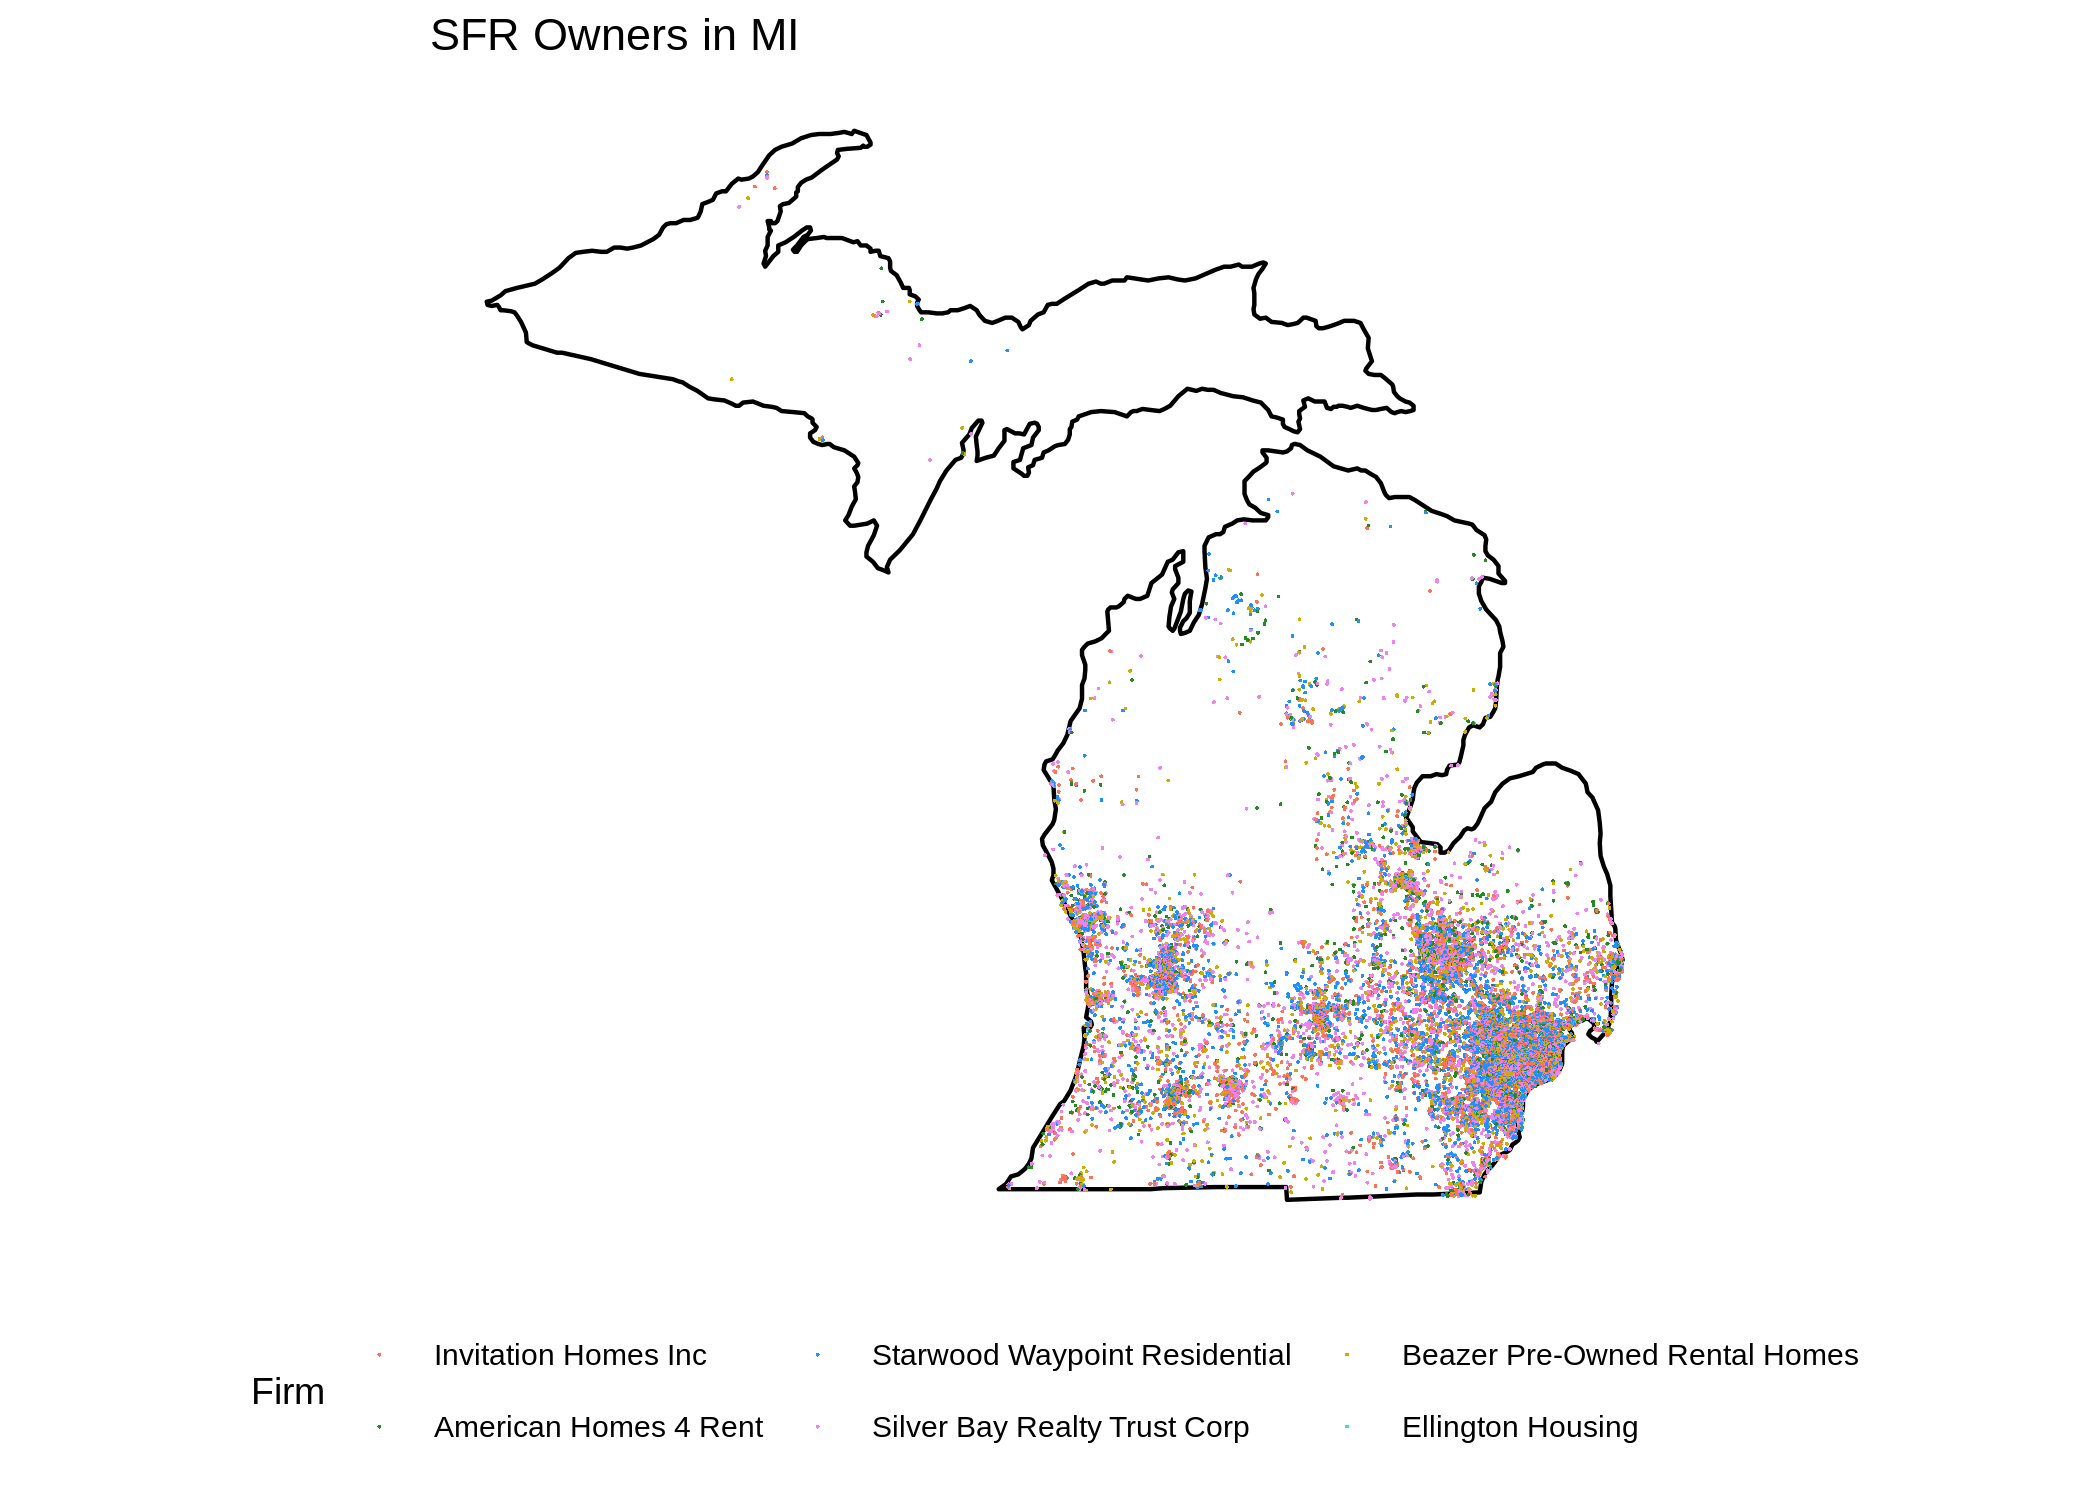 SFR Owners in MI
Firm
Invitation Homes Inc
Starwood Waypoint Residential
Beazer Pre-Owned Rental Homes
American Homes 4 Rent
Silver Bay Realty Trust Corp
Ellington Housing